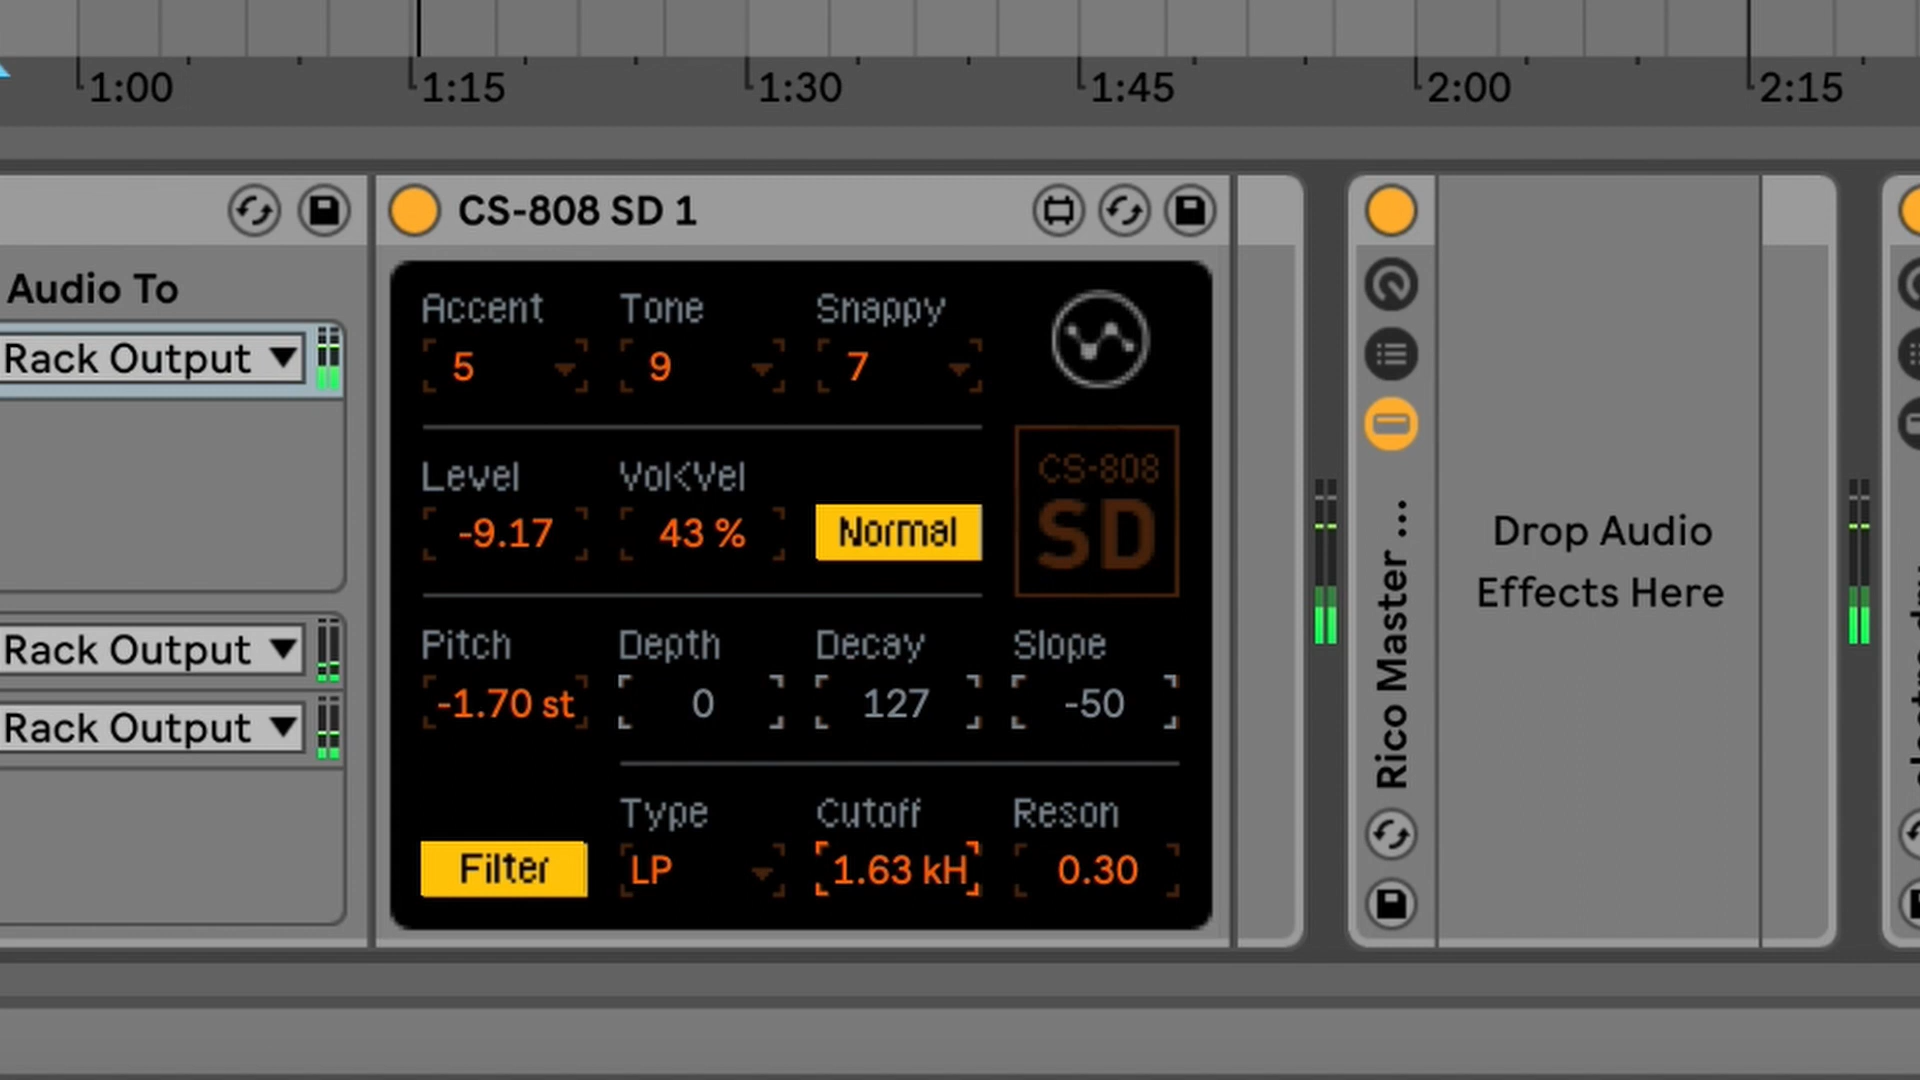 1:00 1:15 1:30 1:45 2:00 2:15
CS-808 SD 1
Audio To
Rack Output
Rack Output
Rack Output
Accent Tone Snappy
5 9 7
Level Vol<Vel
-9.17 43 % Normal
CS-808
SD
Pitch Depth Decay Slope
-1.70 st 0 127 -50
Type Cutoff Reson
Filter LP 1.63 kH 0.30
Rico Master ...
Drop Audio
Effects Here